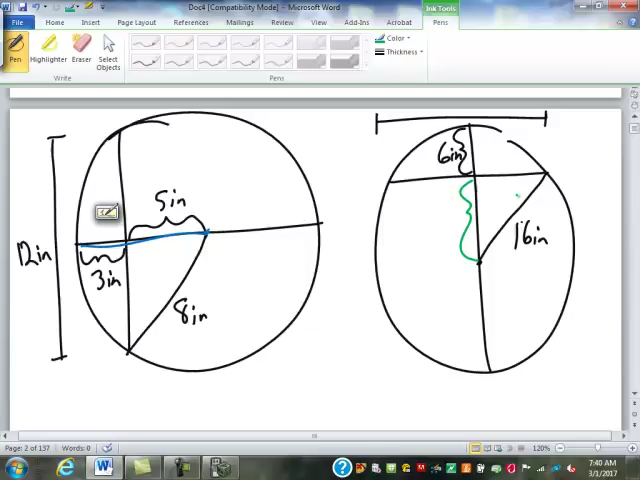 Doc4 [Compatibility Mode] - Microsoft Word
Ink Tools
File
Home
Insert
Page Layout
References
Mailings
Review
View
Add-Ins
Acrobat
Pens
Pen
Highlighter
Eraser
Select
Objects
Color
Thickness
Write
Pens
12in
5in
3in
8in
6in
16in
Page: 2 of 137
Words: 0
120%
7:40 AM
3/1/2017